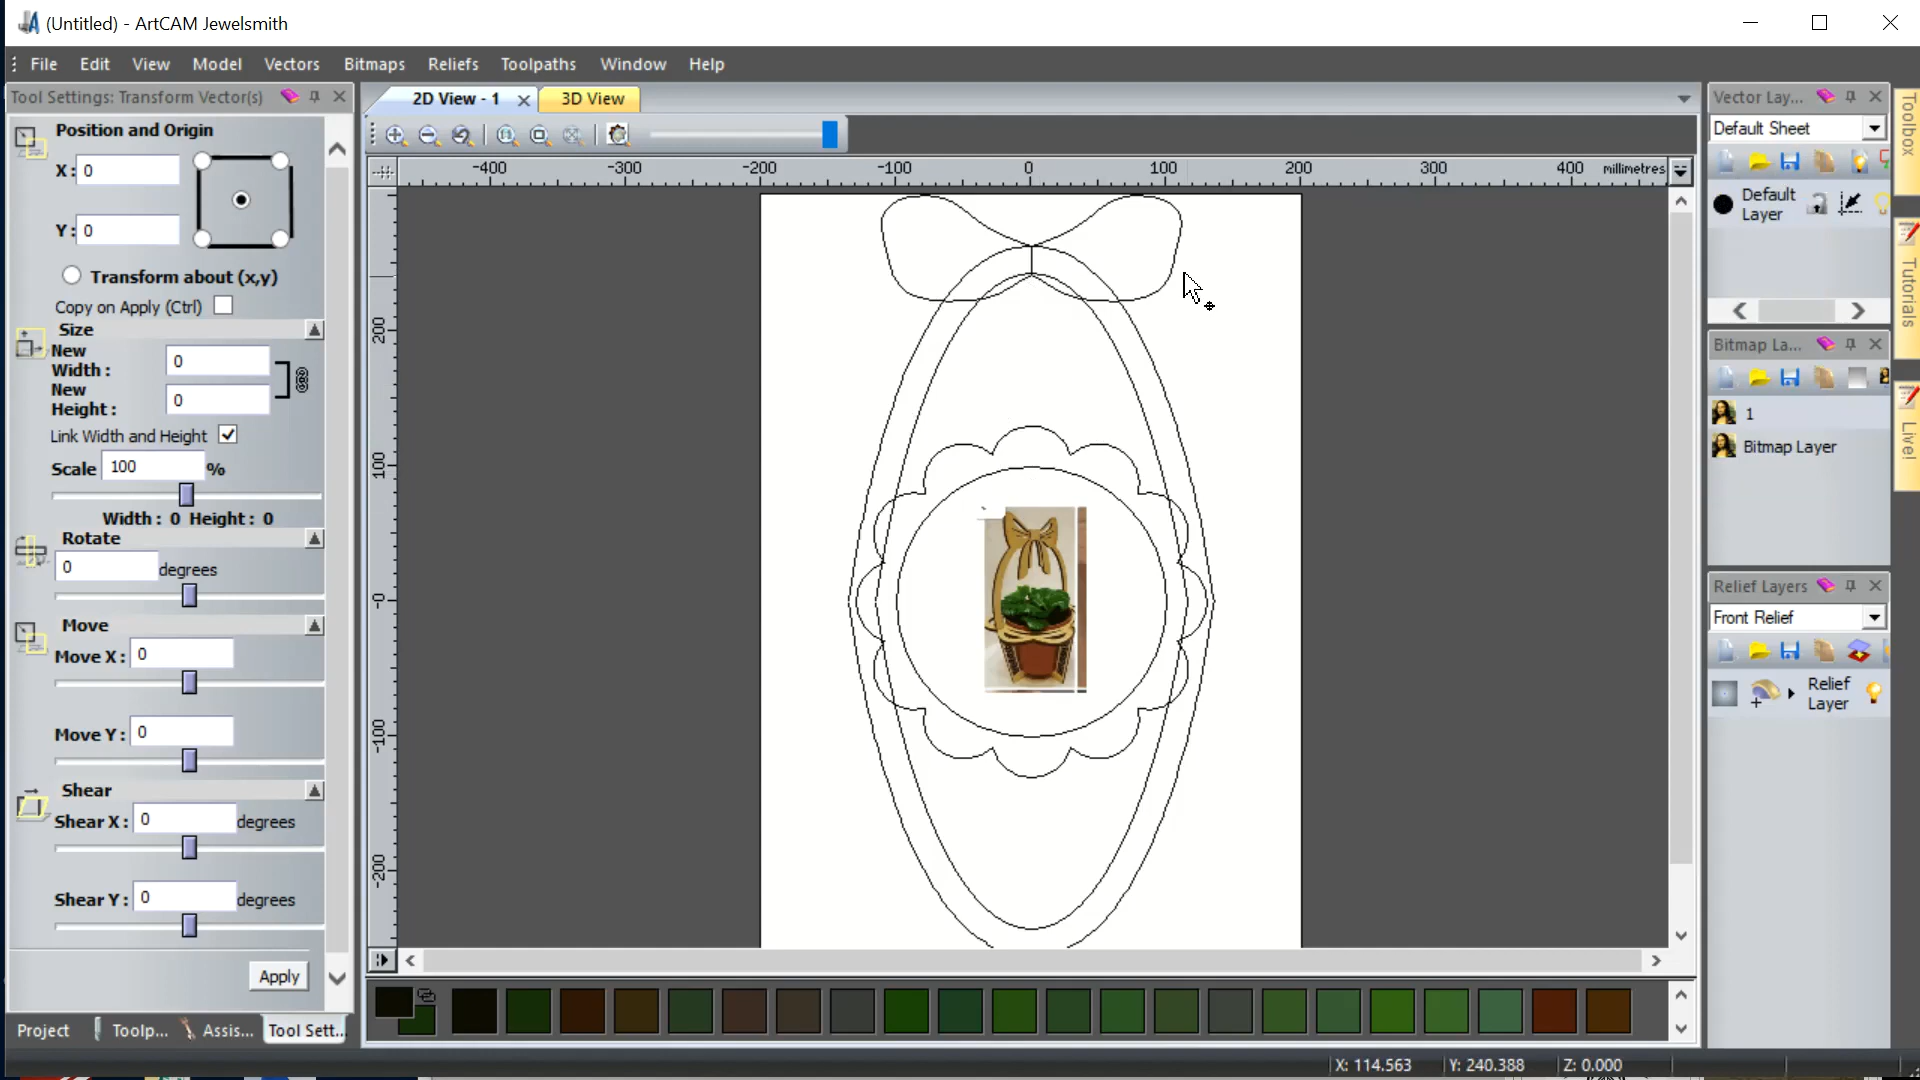 (Untitled) - ArtCAM Jewelsmith
File Edit View Model Vectors Bitmaps Reliefs Toolpaths Window Help
Tool Settings: Transform Vector(s)
Position and Origin
X: 0
Y: 0
Transform about (x,y)
Copy on Apply (Ctrl)
Size
New Width: 0
New Height: 0
Link Width and Height
Scale 100 %
Width: 0 Height: 0
Rotate
0 degrees
Move
Move X: 0
Move Y: 0
Shear
Shear X: 0 degrees
Shear Y: 0 degrees
Apply
Project Toolp... Assis... Tool Sett...
2D View - 1 3D View
-400 -300 -200 -100 0 100 200 300 400 millimetres
200
100
-0
-100
-200
Vector Lay...
Default Sheet
Default Layer
Bitmap La...
1
Bitmap Layer
Relief Layers
Front Relief
Relief Layer
Toolbox
Tutorials
Live!
X: 114.563 Y: 240.388 Z: 0.000